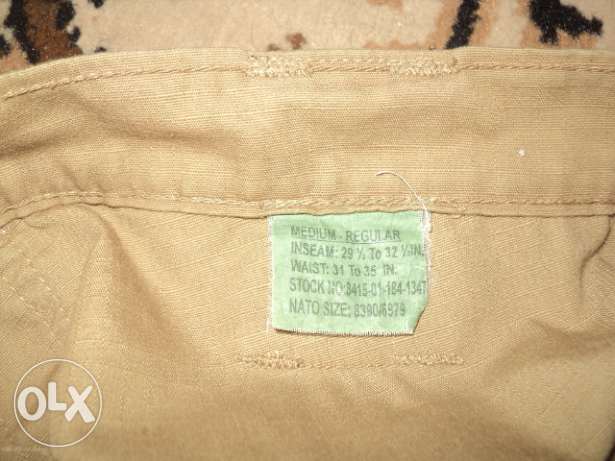 MEDIUM - REGULAR
INSEAM: 29 ½ To 32 ½ IN.
WAIST: 31 To 35 IN.
STOCK NO:8415-01-184-1347
NATO SIZE: 8390/6979
OLX